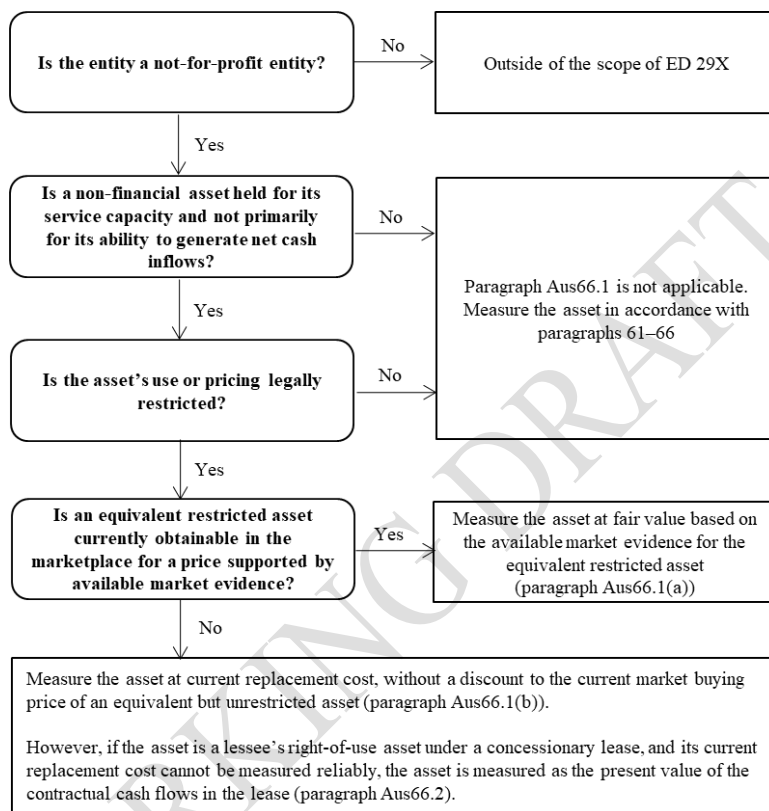 Is the entity a not-for-profit entity?
No
Outside of the scope of ED 29X
Yes
Is a non-financial asset held for its
service capacity and not primarily
for its ability to generate net cash
inflows?
No
Paragraph Aus66.1 is not applicable.
Measure the asset in accordance with
paragraphs 61–66
Yes
Is the asset's use or pricing legally
restricted?
No
Yes
Is an equivalent restricted asset
currently obtainable in the
marketplace for a price supported by
available market evidence?
Yes
Measure the asset at fair value based on
the available market evidence for the
equivalent restricted asset
(paragraph Aus66.1(a))
No
Measure the asset at current replacement cost, without a discount to the current market buying
price of an equivalent but unrestricted asset (paragraph Aus66.1(b)).
However, if the asset is a lessee's right-of-use asset under a concessionary lease, and its current
replacement cost cannot be measured reliably, the asset is measured as the present value of the
contractual cash flows in the lease (paragraph Aus66.2).
RKING DRAFT